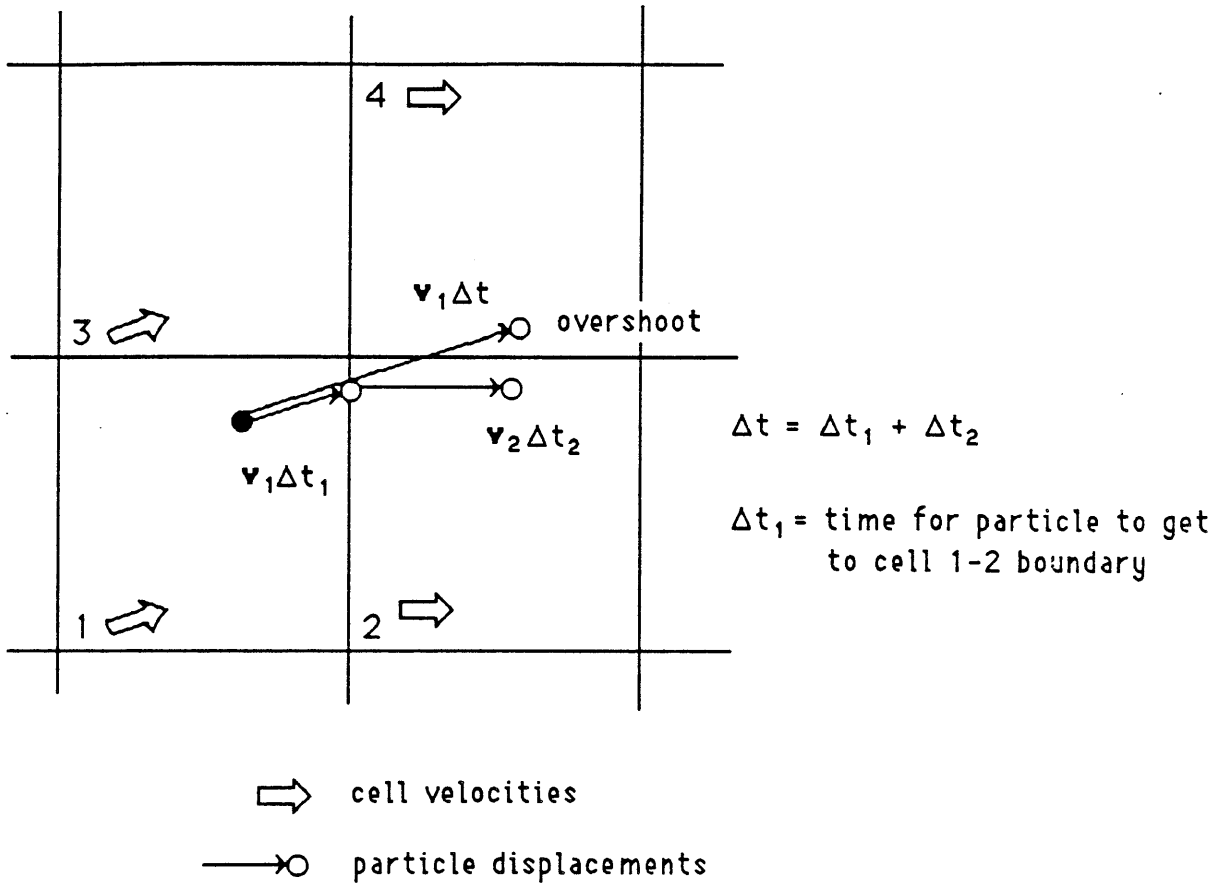 4
v₁Δt
overshoot
3
v₂Δt₂
Δt = Δt₁ + Δt₂
v₁Δt₁
Δt₁ = time for particle to get
to cell 1-2 boundary
1
2
cell velocities
particle displacements